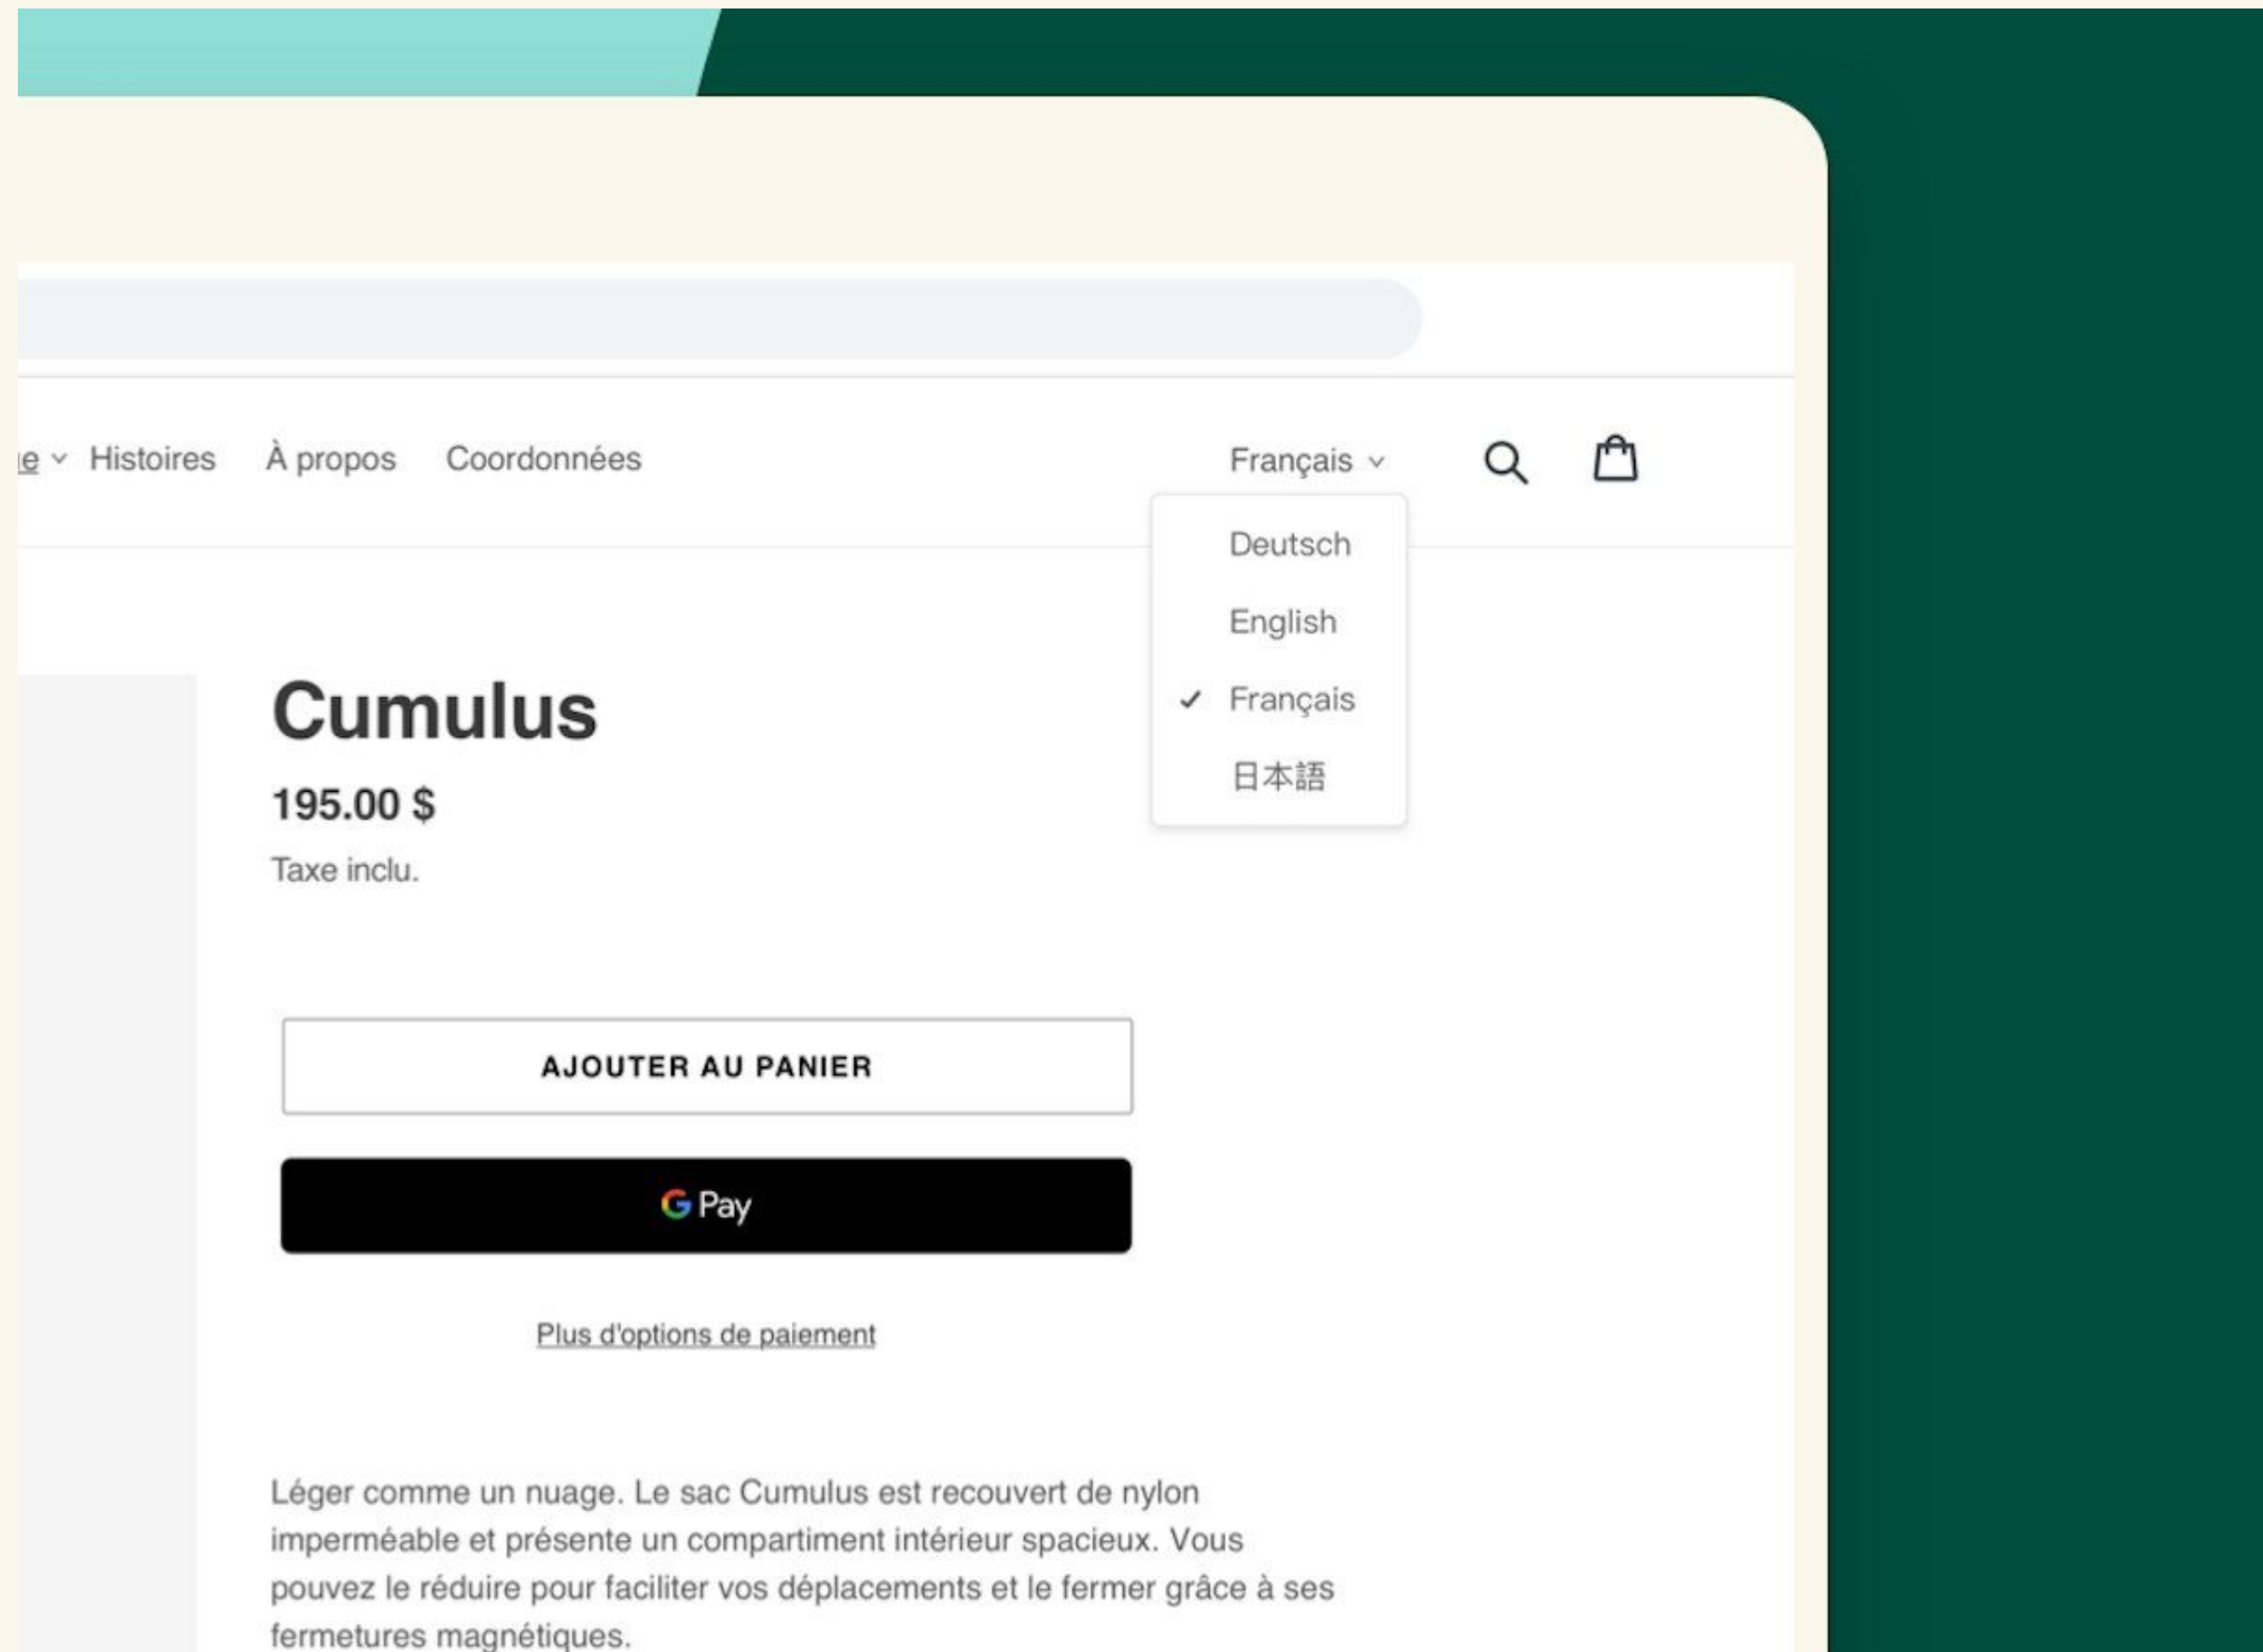 Histoires À propos Coordonnées Français
Deutsch
English
Français
日本語
Cumulus
195.00 $
Taxe inclu.
AJOUTER AU PANIER
G Pay
Plus d'options de paiement
Léger comme un nuage. Le sac Cumulus est recouvert de nylon
imperméable et présente un compartiment intérieur spacieux. Vous
pouvez le réduire pour faciliter vos déplacements et le fermer grâce à ses
fermetures magnétiques.